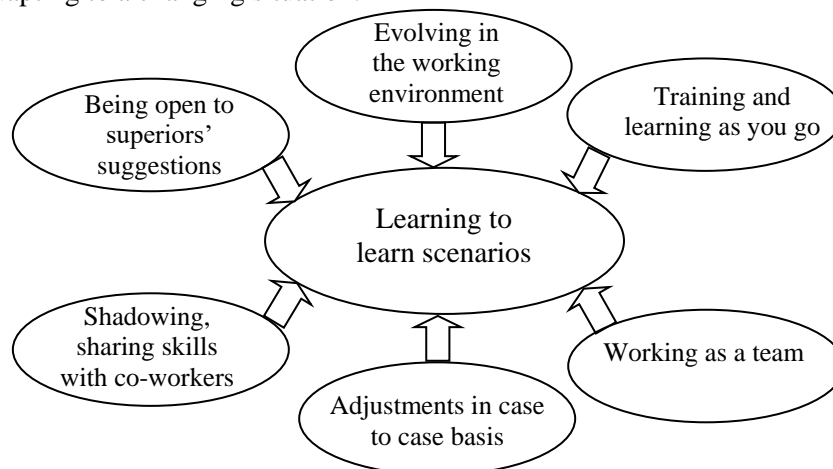 Evolving in
the working
environment
Being open to
superiors’
suggestions
Training and
learning as you go
Learning to
learn scenarios
Shadowing,
sharing skills
with co-workers
Working as a team
Adjustments in case
to case basis